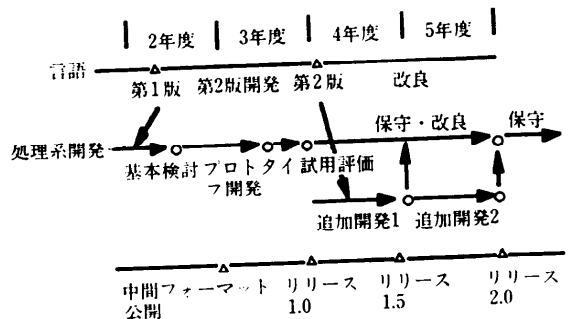 2年度 3年度 4年度 5年度
言語
第1版 第2版開発 第2版 改良
保守・改良 保守
処理系開発
基本検討 プロトタイ 試用評価
プ開発
追加開発1 追加開発2
中間フォーマット リリース リリース リリース
公開 1.0 1.5 2.0